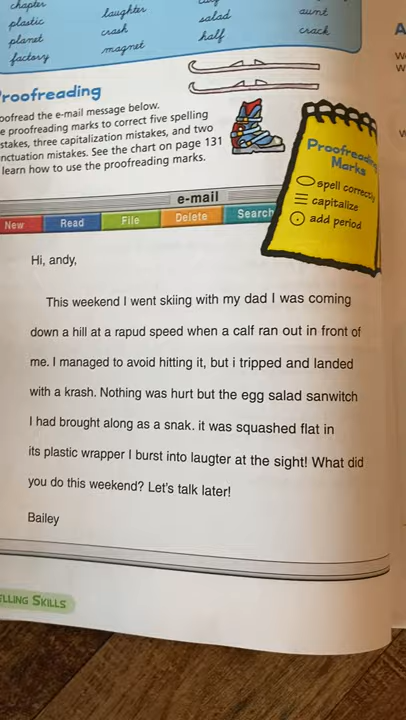 chapter
plastic
planet
factory
laughter
crash
magnet
salad
half
aunt
crack
Proofreading
oofread the e-mail message below.
e proofreading marks to correct five spelling
stakes, three capitalization mistakes, and two
nctuation mistakes. See the chart on page 131
learn how to use the proofreading marks.
Proofreading
Marks
spell correctly
capitalize
add period
e-mail
New Read File Delete Search
Hi, andy,
This weekend I went skiing with my dad I was coming
down a hill at a rapud speed when a calf ran out in front of
me. I managed to avoid hitting it, but i tripped and landed
with a krash. Nothing was hurt but the egg salad sanwitch
I had brought along as a snak. it was squashed flat in
its plastic wrapper I burst into laugter at the sight! What did
you do this weekend? Let's talk later!
Bailey
ELLING SKILLS